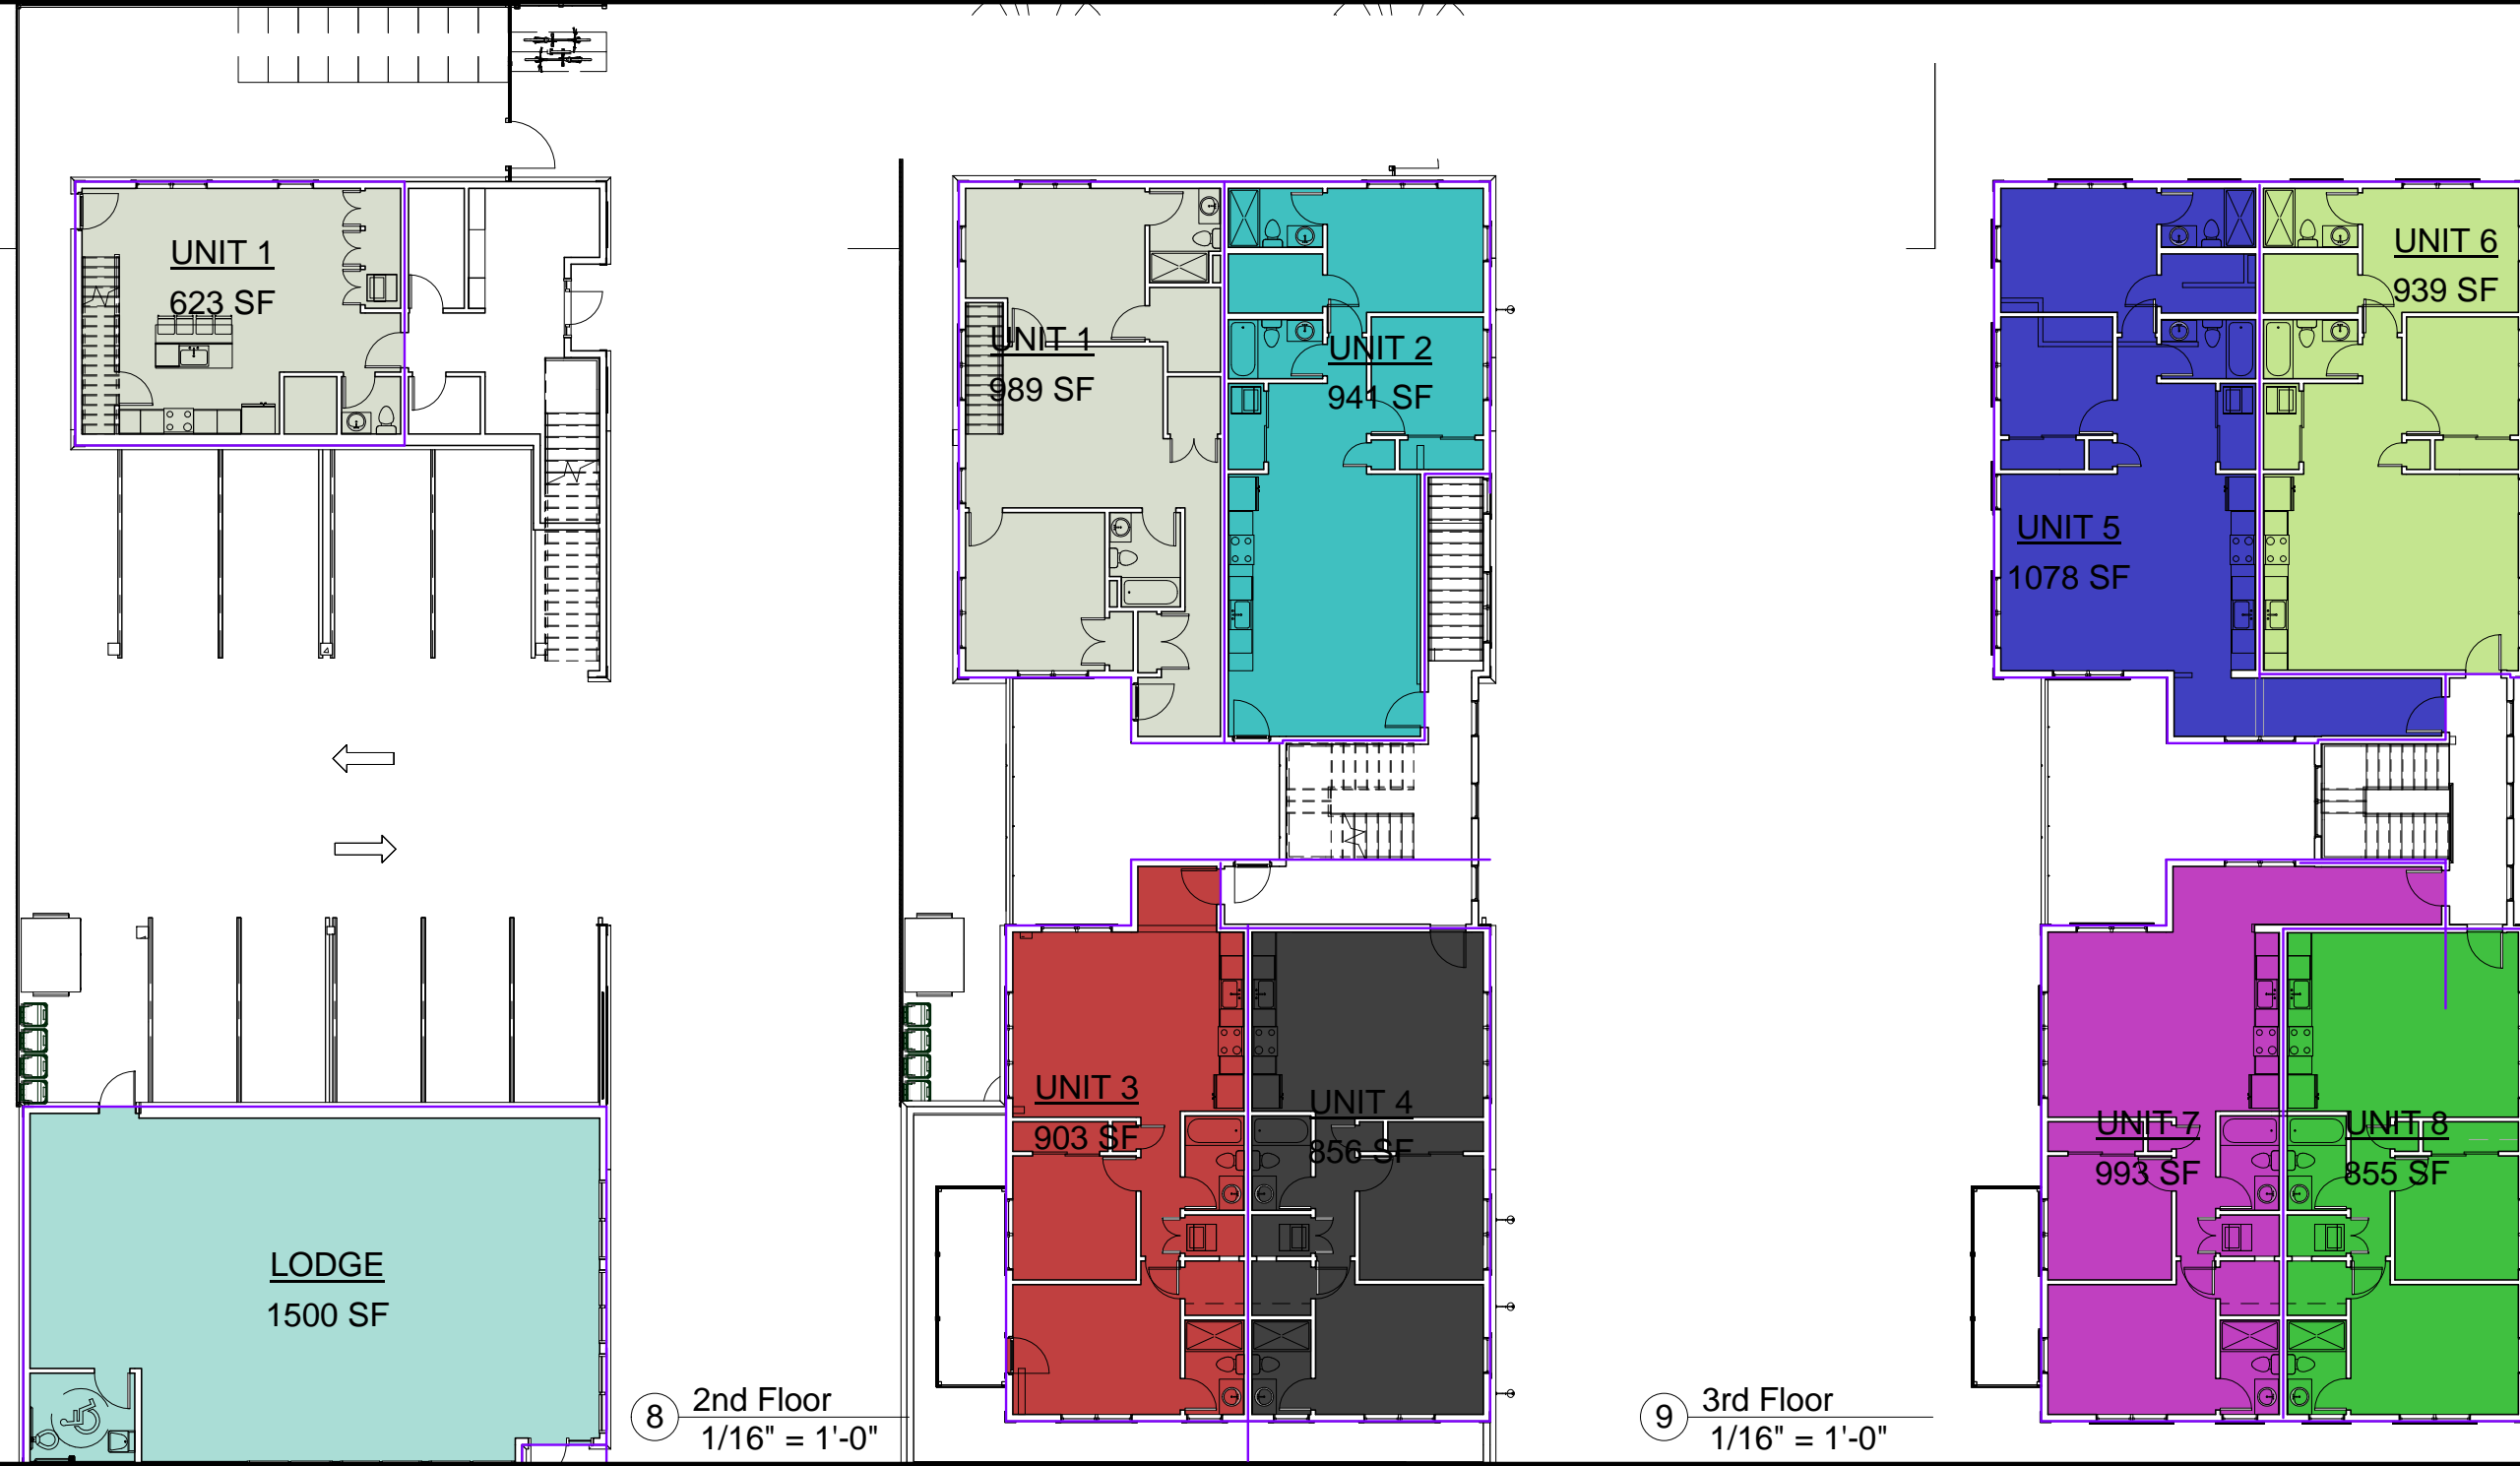 UNIT 1
623 SF
LODGE
1500 SF
8
2nd Floor
1/16" = 1'-0"
UNIT 1
989 SF
UNIT 2
941 SF
UNIT 3
903 SF
UNIT 4
856 SF
9
3rd Floor
1/16" = 1'-0"
UNIT 5
1078 SF
UNIT 6
939 SF
UNIT 7
993 SF
UNIT 8
855 SF